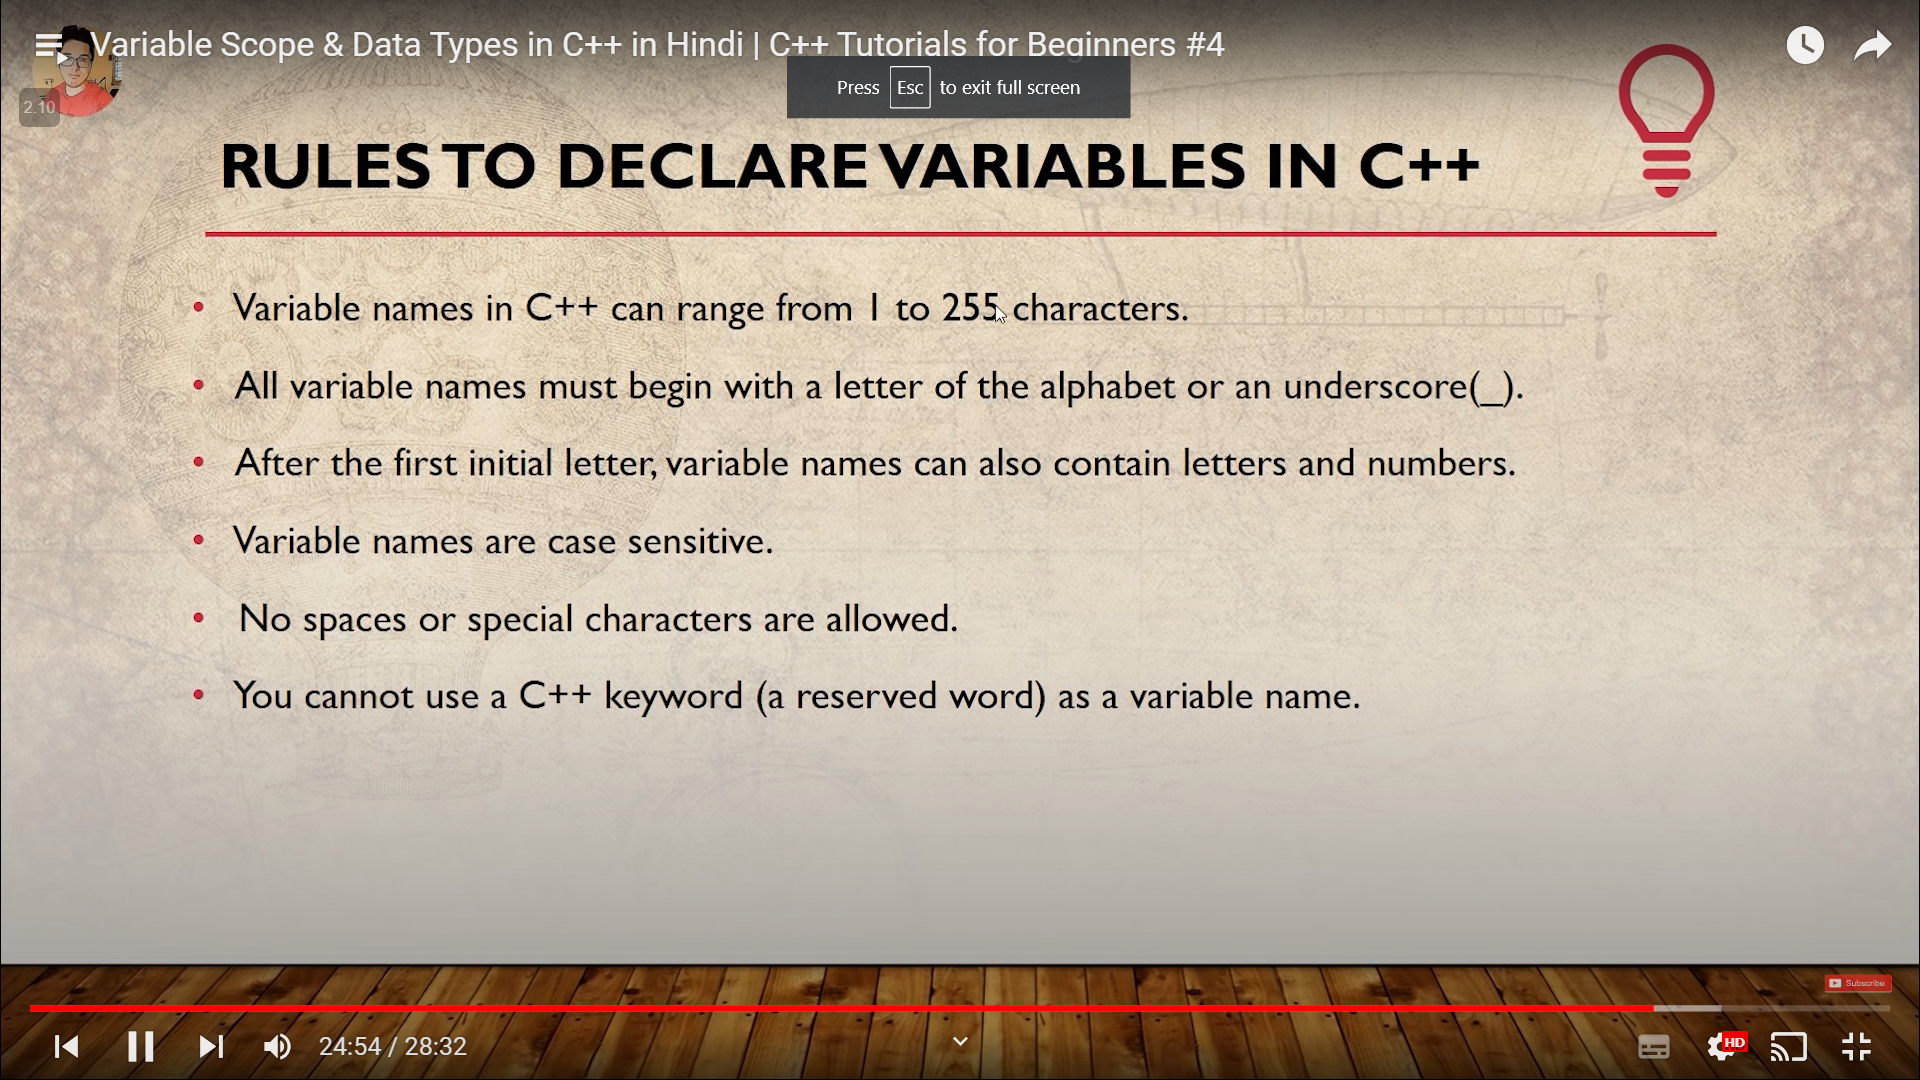 Variable Scope & Data Types in C++ in Hindi | C++ Tutorials for Beginners #4
Press Esc to exit full screen
2.10
RULES TO DECLARE VARIABLES IN C++
• Variable names in C++ can range from 1 to 255 characters.
• All variable names must begin with a letter of the alphabet or an underscore(_).
• After the first initial letter, variable names can also contain letters and numbers.
• Variable names are case sensitive.
• No spaces or special characters are allowed.
• You cannot use a C++ keyword (a reserved word) as a variable name.
Subscribe
24:54 / 28:32
HD